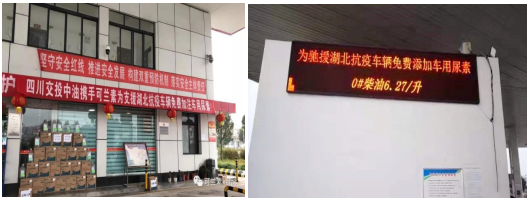 坚守安全红线 推进安全发展 构建双重预防机制 落实安全主体责任
护
四川交投中油携手可兰素为支援湖北抗疫车辆免费加注车用尿素
为驰援湖北抗疫车辆免费添加车用尿素
0#柴油6.27/升